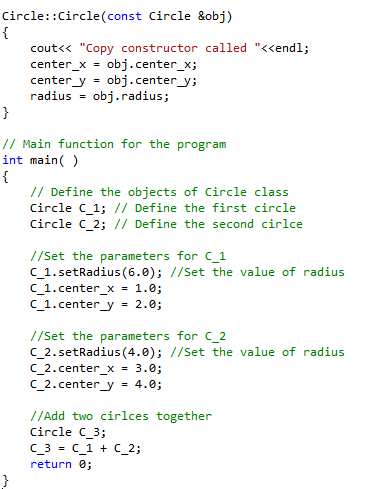 Circle::Circle(const Circle &obj)
{
    cout<< "Copy constructor called "<<endl;
    center_x = obj.center_x;
    center_y = obj.center_y;
    radius = obj.radius;
}

// Main function for the program
int main( )
{
    // Define the objects of Circle class
    Circle C_1; // Define the first circle
    Circle C_2; // Define the second cirlce

    //Set the parameters for C_1
    C_1.setRadius(6.0); //Set the value of radius
    C_1.center_x = 1.0;
    C_1.center_y = 2.0;

    //Set the parameters for C_2
    C_2.setRadius(4.0); //Set the value of radius
    C_2.center_x = 3.0;
    C_2.center_y = 4.0;

    //Add two cirlces together
    Circle C_3;
    C_3 = C_1 + C_2;
    return 0;
}